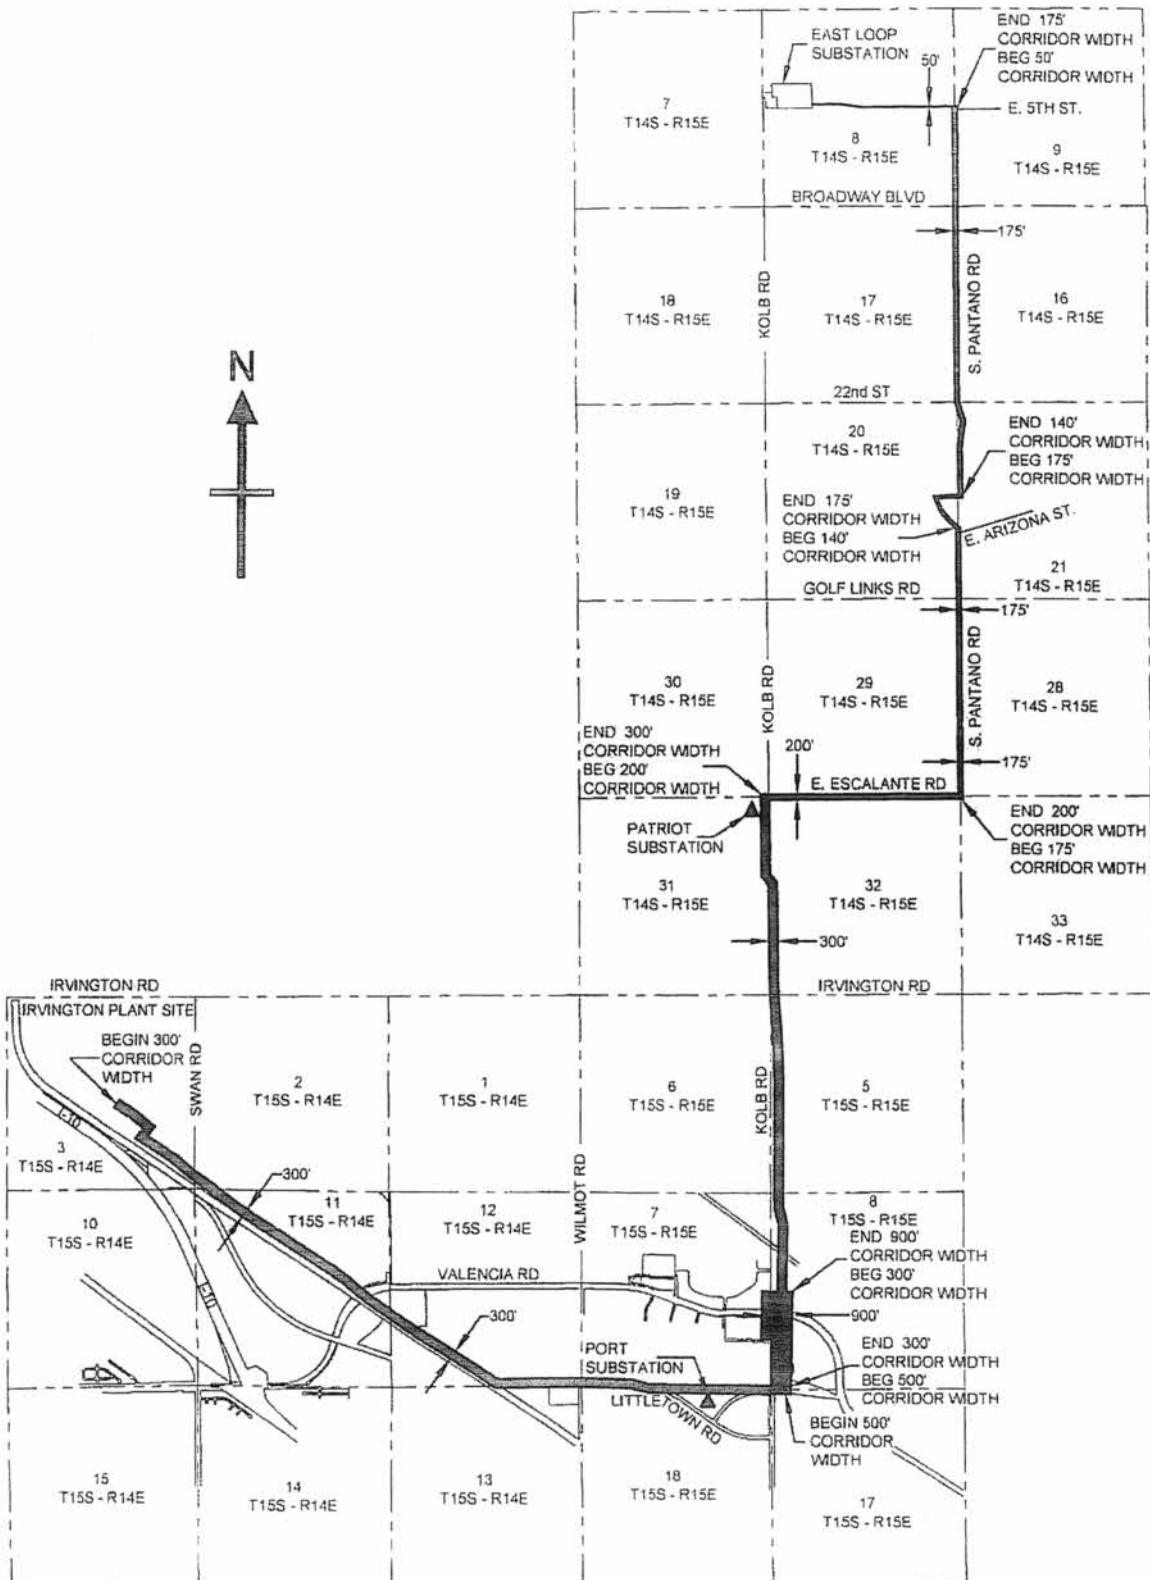 END 175'
CORRIDOR WIDTH
BEG 50'
CORRIDOR WIDTH
EAST LOOP
SUBSTATION
50'
E. 5TH ST.
7
T14S - R15E
8
T14S - R15E
9
T14S - R15E
BROADWAY BLVD
175'
KOLB RD
S. PANTANO RD
18
T14S - R15E
17
T14S - R15E
16
T14S - R15E
N
22nd ST
20
T14S - R15E
END 140'
CORRIDOR WIDTH
BEG 175'
CORRIDOR WIDTH
19
T14S - R15E
END 175'
CORRIDOR WIDTH
BEG 140'
CORRIDOR WIDTH
E. ARIZONA ST.
21
T14S - R15E
GOLF LINKS RD
175'
KOLB RD
S. PANTANO RD
30
T14S - R15E
29
T14S - R15E
28
T14S - R15E
END 300'
CORRIDOR WIDTH
BEG 200'
CORRIDOR WIDTH
200'
175'
E. ESCALANTE RD
PATRIOT
SUBSTATION
END 200'
CORRIDOR WIDTH
BEG 175'
CORRIDOR WIDTH
31
T14S - R15E
32
T14S - R15E
33
T14S - R15E
300'
IRVINGTON RD
IRVINGTON RD
IRVINGTON PLANT SITE
BEGIN 300'
CORRIDOR
WIDTH
SWAN RD
2
T15S - R14E
1
T15S - R14E
6
T15S - R15E
5
T15S - R15E
KOLB RD
I-10
3
T15S - R14E
300'
WILMOT RD
10
T15S - R14E
11
T15S - R14E
12
T15S - R14E
7
T15S - R15E
8
T15S - R15E
END 900'
CORRIDOR WIDTH
BEG 300'
CORRIDOR WIDTH
VALENCIA RD
I-10
900'
300'
PORT
SUBSTATION
END 300'
CORRIDOR WIDTH
BEG 500'
CORRIDOR WIDTH
LITTLETOWN RD
BEGIN 500'
CORRIDOR
WIDTH
15
T15S - R14E
14
T15S - R14E
13
T15S - R14E
18
T15S - R15E
17
T15S - R15E